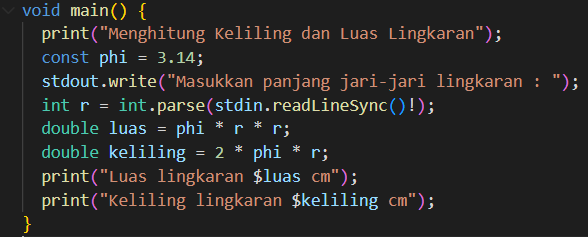 void main() {
print("Menghitung Keliling dan Luas Lingkaran");
const phi = 3.14;
stdout.write("Masukkan panjang jari-jari lingkaran : ");
int r = int.parse(stdin.readLineSync()!);
double luas = phi * r * r;
double keliling = 2 * phi * r;
print("Luas lingkaran $luas cm");
print("Keliling lingkaran $keliling cm");
}